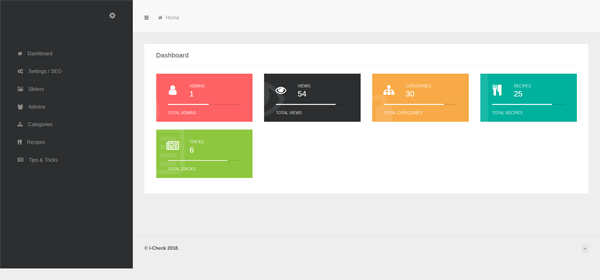 Home
Dashboard
Settings / SEO
Sliders
Admins
Categories
Recipes
Tips & Tricks
Dashboard
ADMINS
1
TOTAL ADMINS
VIEWS
54
TOTAL VIEWS
CATEGORIES
30
TOTAL CATEGORIES
RECIPES
25
TOTAL RECIPES
TRICKS
6
TOTAL TRICKS
© I-Check 2018.